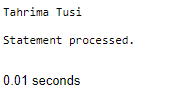 Tahrima Tusi
Statement processed.
0.01 seconds